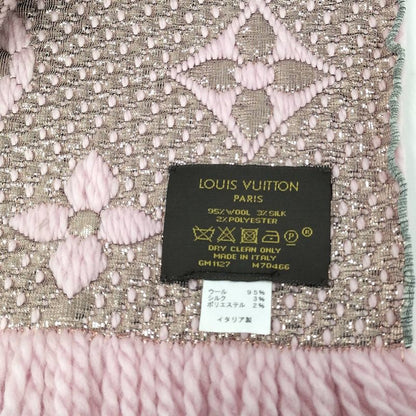 LOUIS VUITTON
PARIS
95% WOOL 3% SILK
2% POLYESTER
DRY CLEAN ONLY
MADE IN ITALY
GM1127 M70466
ウール 95%
シルク 3%
ポリエステル 2%
イタリア製